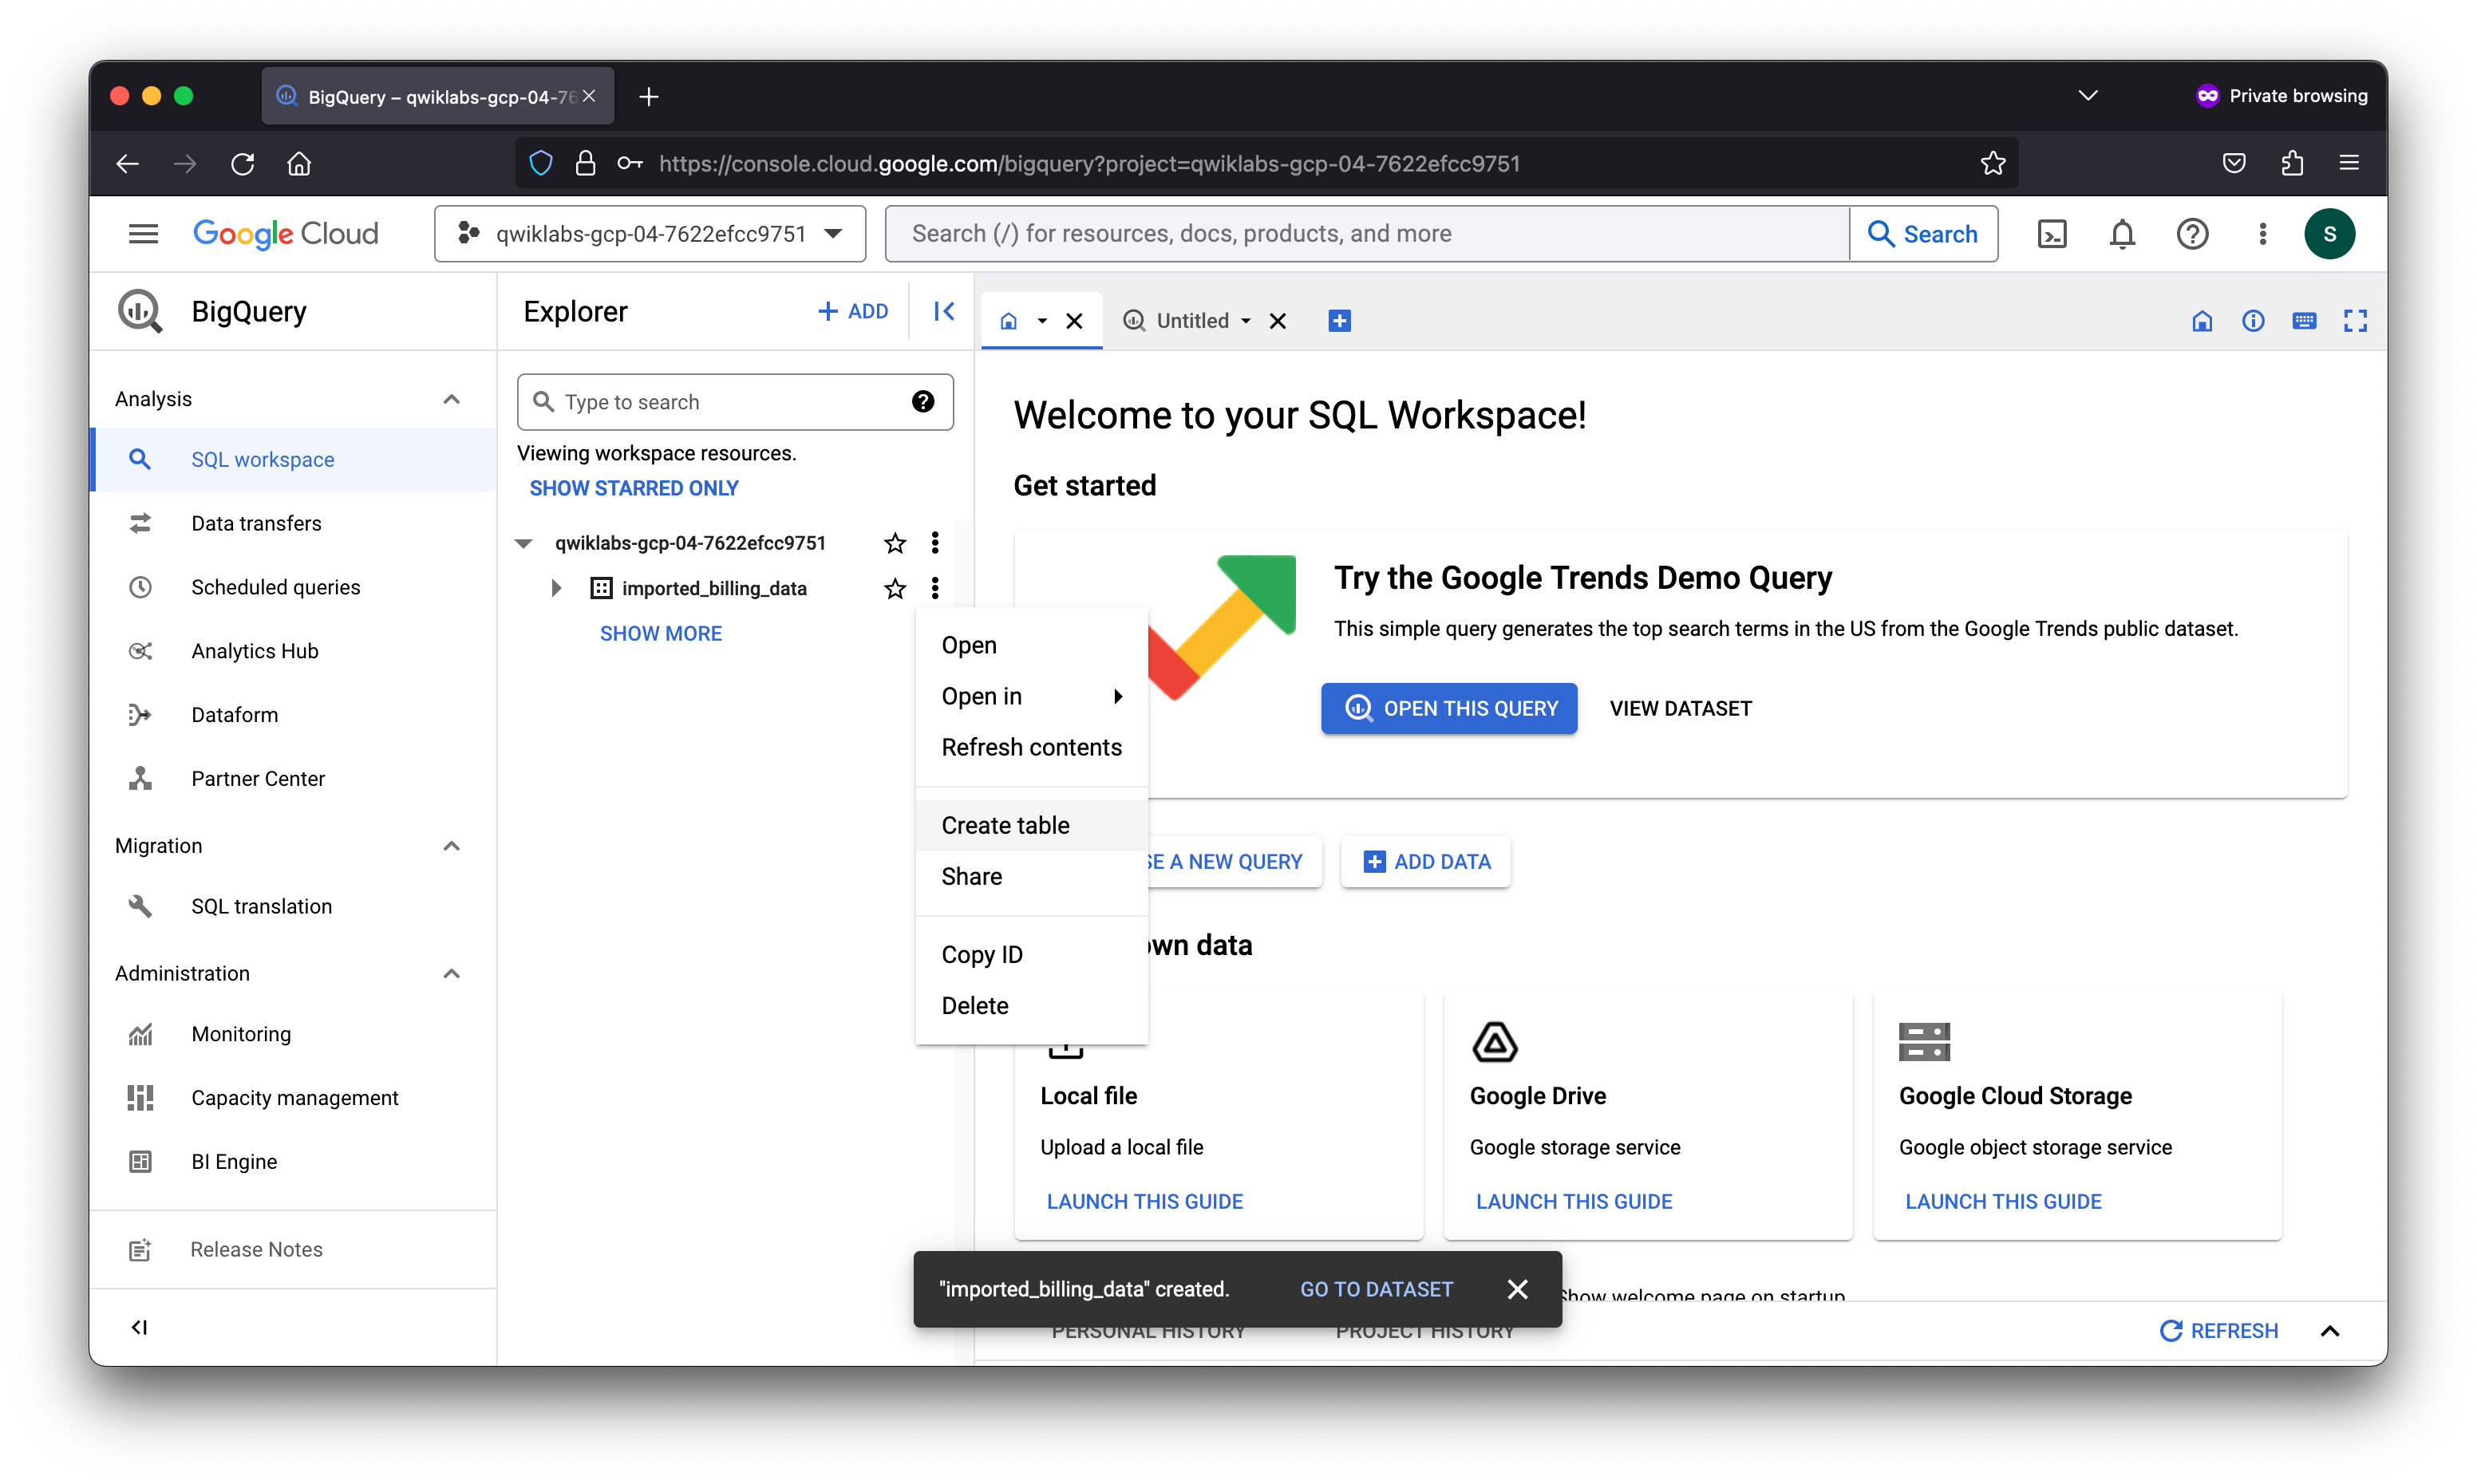 BigQuery – qwiklabs-gcp-04-76
Private browsing
https://console.cloud.google.com/bigquery?project=qwiklabs-gcp-04-7622efcc9751
Google Cloud
qwiklabs-gcp-04-7622efcc9751
Search (/) for resources, docs, products, and more
Search
S
BigQuery
Analysis
SQL workspace
Data transfers
Scheduled queries
Analytics Hub
Dataform
Partner Center
Migration
SQL translation
Administration
Monitoring
Capacity management
BI Engine
Release Notes
Explorer
ADD
Type to search
Viewing workspace resources.
SHOW STARRED ONLY
qwiklabs-gcp-04-7622efcc9751
imported_billing_data
SHOW MORE
Open
Open in
Refresh contents
Create table
Share
Copy ID
Delete
Untitled
Welcome to your SQL Workspace!
Get started
Try the Google Trends Demo Query
This simple query generates the top search terms in the US from the Google Trends public dataset.
OPEN THIS QUERY
VIEW DATASET
SE A NEW QUERY
ADD DATA
own data
Local file
Upload a local file
LAUNCH THIS GUIDE
Google Drive
Google storage service
LAUNCH THIS GUIDE
Google Cloud Storage
Google object storage service
LAUNCH THIS GUIDE
"imported_billing_data" created.
GO TO DATASET
Show welcome page on startup
PERSONAL HISTORY
PROJECT HISTORY
REFRESH